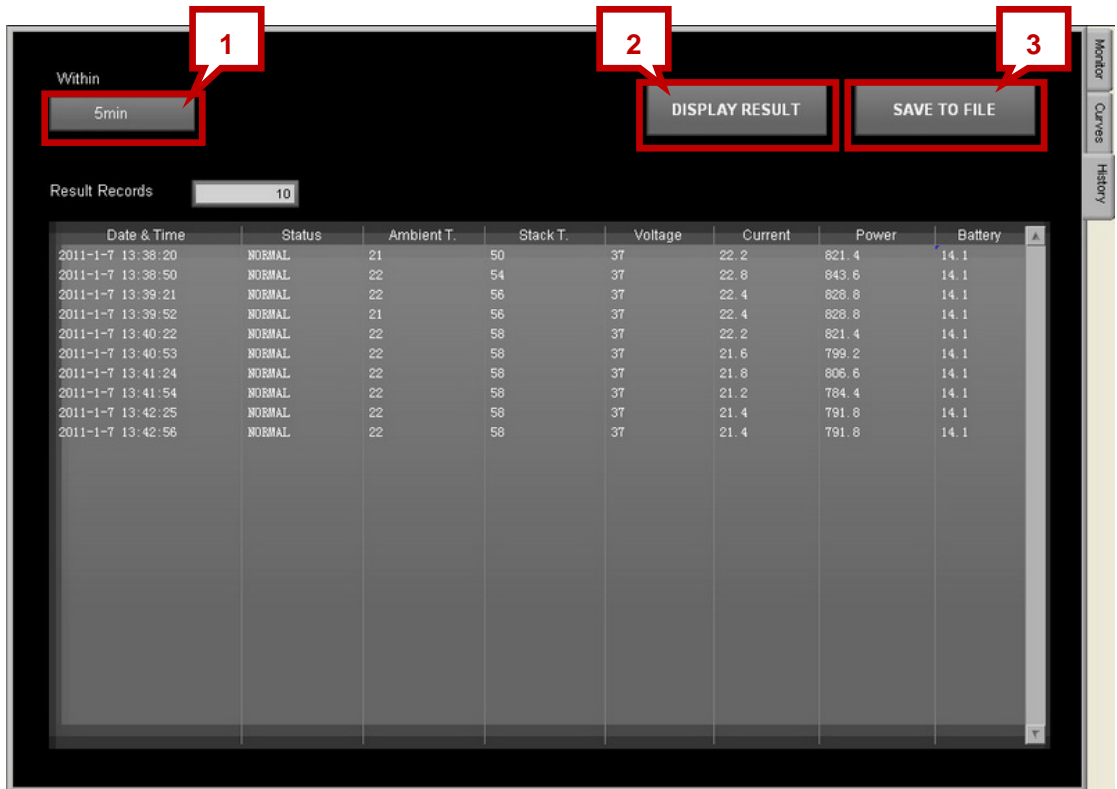 1
2
3
Within
5min
DISPLAY RESULT
SAVE TO FILE
Monitor
Curves
History
Result Records 10
Date & Time Status Ambient T. Stack T. Voltage Current Power Battery
2011-1-7 13:38:20 NORMAL 21 50 37 22.2 821.4 14.1
2011-1-7 13:38:50 NORMAL 22 54 37 22.8 843.6 14.1
2011-1-7 13:39:21 NORMAL 22 56 37 22.4 828.8 14.1
2011-1-7 13:39:52 NORMAL 21 56 37 22.4 828.8 14.1
2011-1-7 13:40:22 NORMAL 22 58 37 22.2 821.4 14.1
2011-1-7 13:40:53 NORMAL 22 58 37 21.6 799.2 14.1
2011-1-7 13:41:24 NORMAL 22 58 37 21.8 806.6 14.1
2011-1-7 13:41:54 NORMAL 22 58 37 21.2 784.4 14.1
2011-1-7 13:42:25 NORMAL 22 58 37 21.4 791.8 14.1
2011-1-7 13:42:56 NORMAL 22 58 37 21.4 791.8 14.1